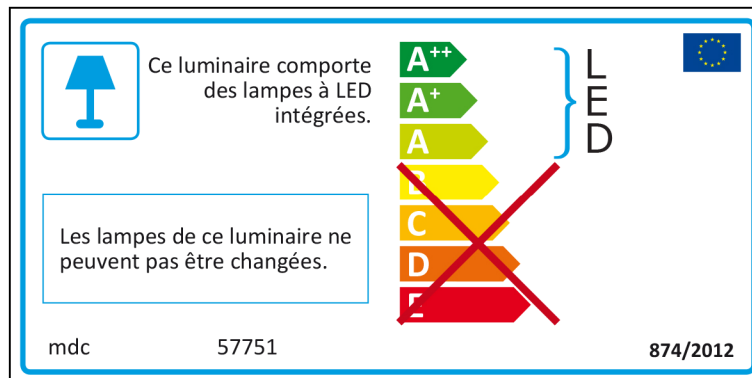 Ce luminaire comporte
des lampes à LED
intégrées.
A++
A+
A
B
C
D
E
L
E
D
Les lampes de ce luminaire ne
peuvent pas être changées.
mdc 57751
874/2012